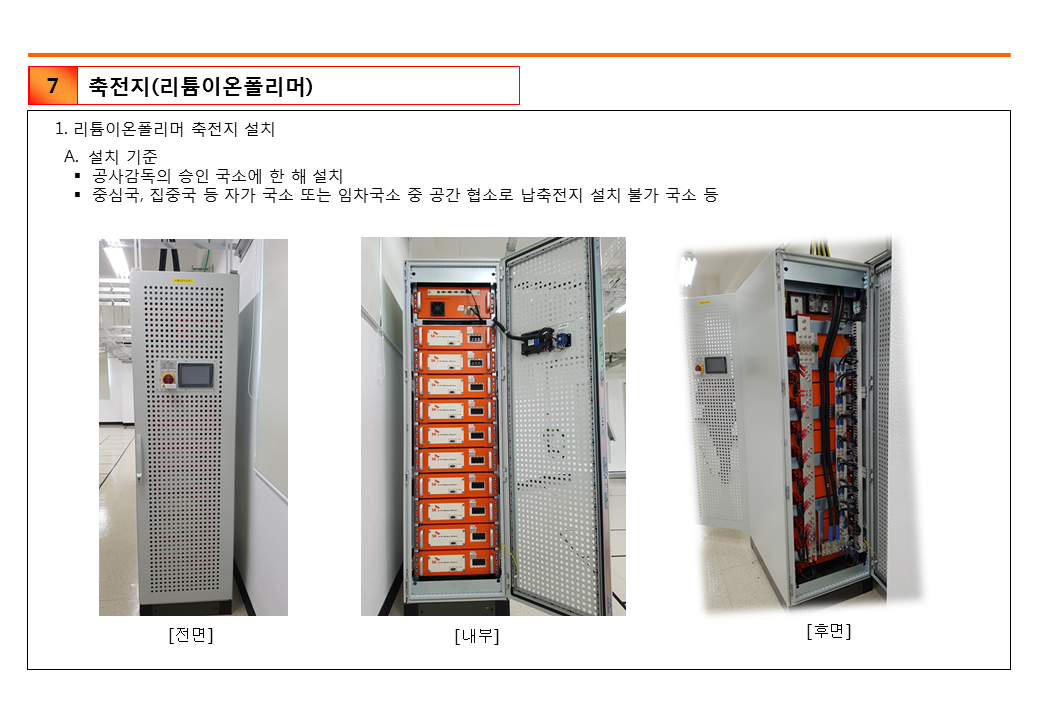 7
축전지(리튬이온폴리머)
1. 리튬이온폴리머 축전지 설치
A. 설치 기준
▪ 공사감독의 승인 국소에 한 해 설치
▪ 중심국, 집중국 등 자가 국소 또는 임차국소 중 공간 협소로 납축전지 설치 불가 국소 등
[전면]
[내부]
[후면]